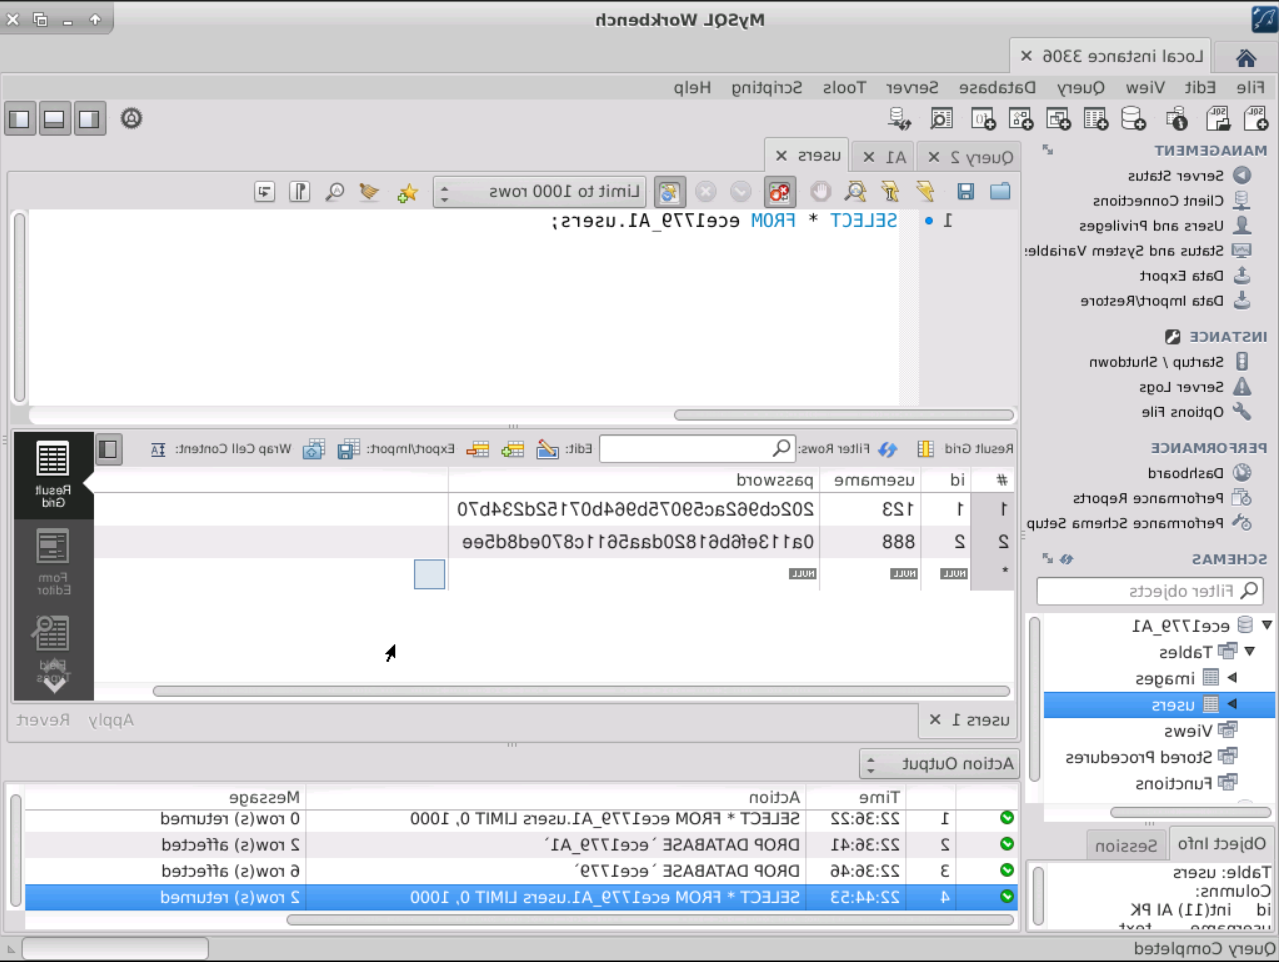 MySQL Workbench
Local instance 3306
File Edit View Query Database Server Tools Scripting Help
MANAGEMENT
Server Status
Client Connections
Users and Privileges
Status and System Variables
Data Export
Data Import/Restore
INSTANCE
Startup / Shutdown
Server Logs
Options File
PERFORMANCE
Dashboard
Performance Reports
Performance Schema Setup
SCHEMAS
Filter objects
ece1779_A1
Tables
images
users
Views
Stored Procedures
Functions
Object Info Session
Table: users
Columns:
id int(11) AI PK
username text
Query 2 A1 users
Limit to 1000 rows
1 SELECT * FROM ece1779_A1.users;
Result Grid Filter Rows: Edit: Export/Import: Wrap Cell Content:
# id username password
1 1 123 202cb962ac59075b964b07152d234b70
2 2 888 0a113ef6b61820daa5611c870ed8d5ee
* NULL NULL NULL
Result
Grid
Form
Editor
Field
Types
users 1 Apply Revert
Action Output
Time Action Message
1 22:36:22 SELECT * FROM ece1779_A1.users LIMIT 0, 1000 0 row(s) returned
2 22:36:41 DROP DATABASE `ece1779_A1` 2 row(s) affected
3 22:36:46 DROP DATABASE `ece1779` 6 row(s) affected
4 22:44:53 SELECT * FROM ece1779_A1.users LIMIT 0, 1000 2 row(s) returned
Query Completed